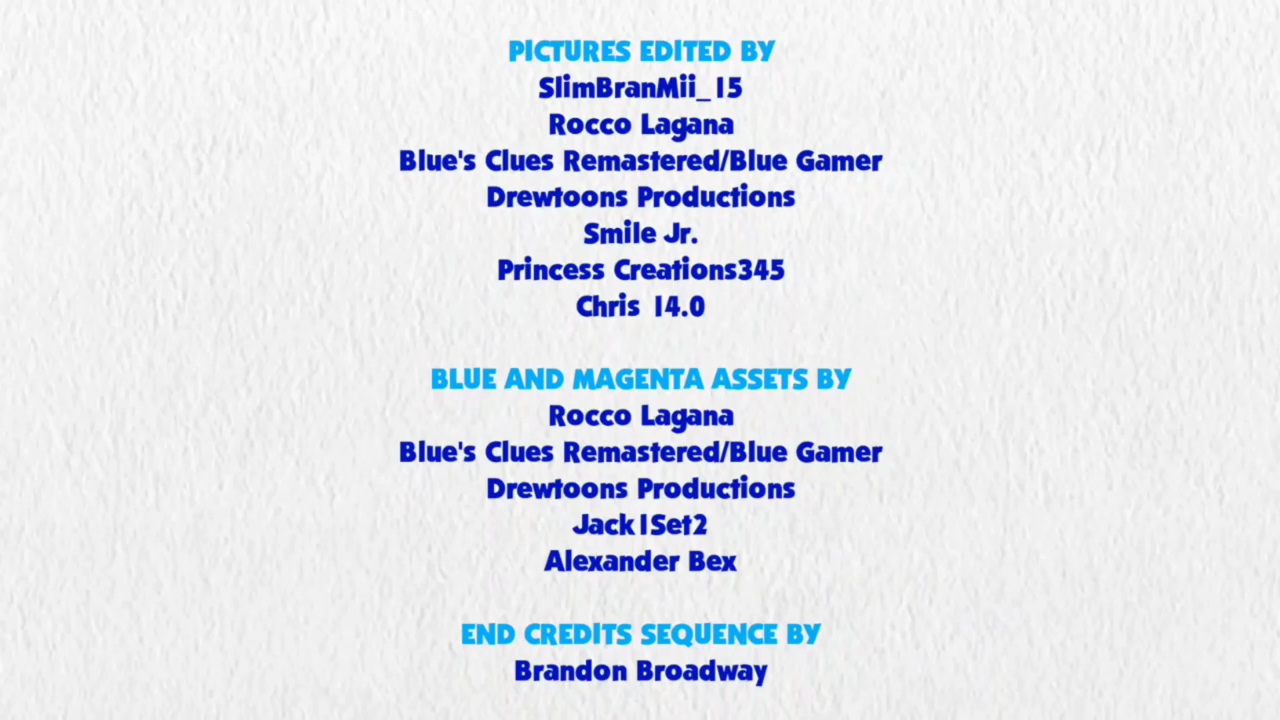 PICTURES EDITED BY
SlimBranMii_15
Rocco Lagana
Blue's Clues Remastered/Blue Gamer
Drewtoons Productions
Smile Jr.
Princess Creations345
Chris 14.0
BLUE AND MAGENTA ASSETS BY
Rocco Lagana
Blue's Clues Remastered/Blue Gamer
Drewtoons Productions
Jack1Set2
Alexander Bex
END CREDITS SEQUENCE BY
Brandon Broadway